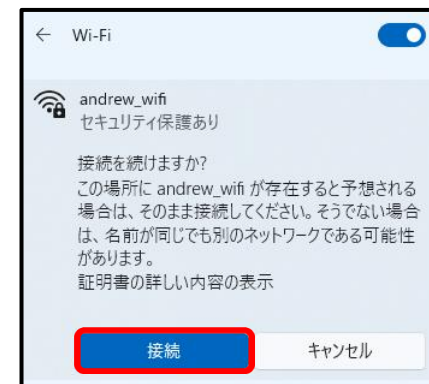 ← Wi-Fi
andrew_wifi
セキュリティ保護あり
接続を続けますか?
この場所に andrew_wifi が存在すると予想される
場合は、そのまま接続してください。そうでない場合
は、名前が同じでも別のネットワークである可能性
があります。
証明書の詳しい内容の表示
接続 キャンセル